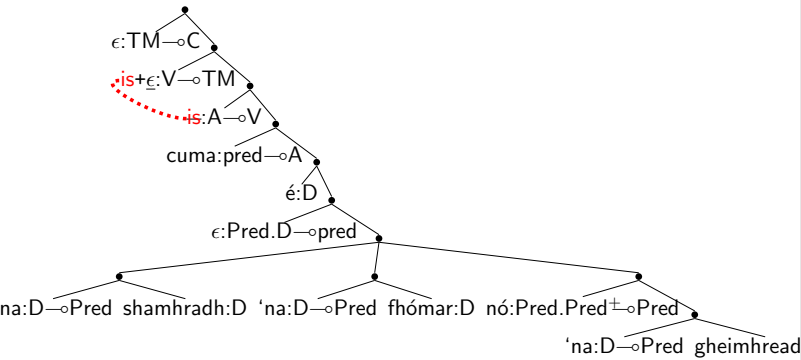 ϵ:TM⊸C
is+ϵ:V⊸TM
is:A⊸V
cuma:pred⊸A
é:D
ϵ:Pred.D⊸pred
na:D⊸Pred shamhradh:D ‘na:D⊸Pred fhómar:D nó:Pred.Pred⁺⊸Pred
‘na:D⊸Pred gheimhread